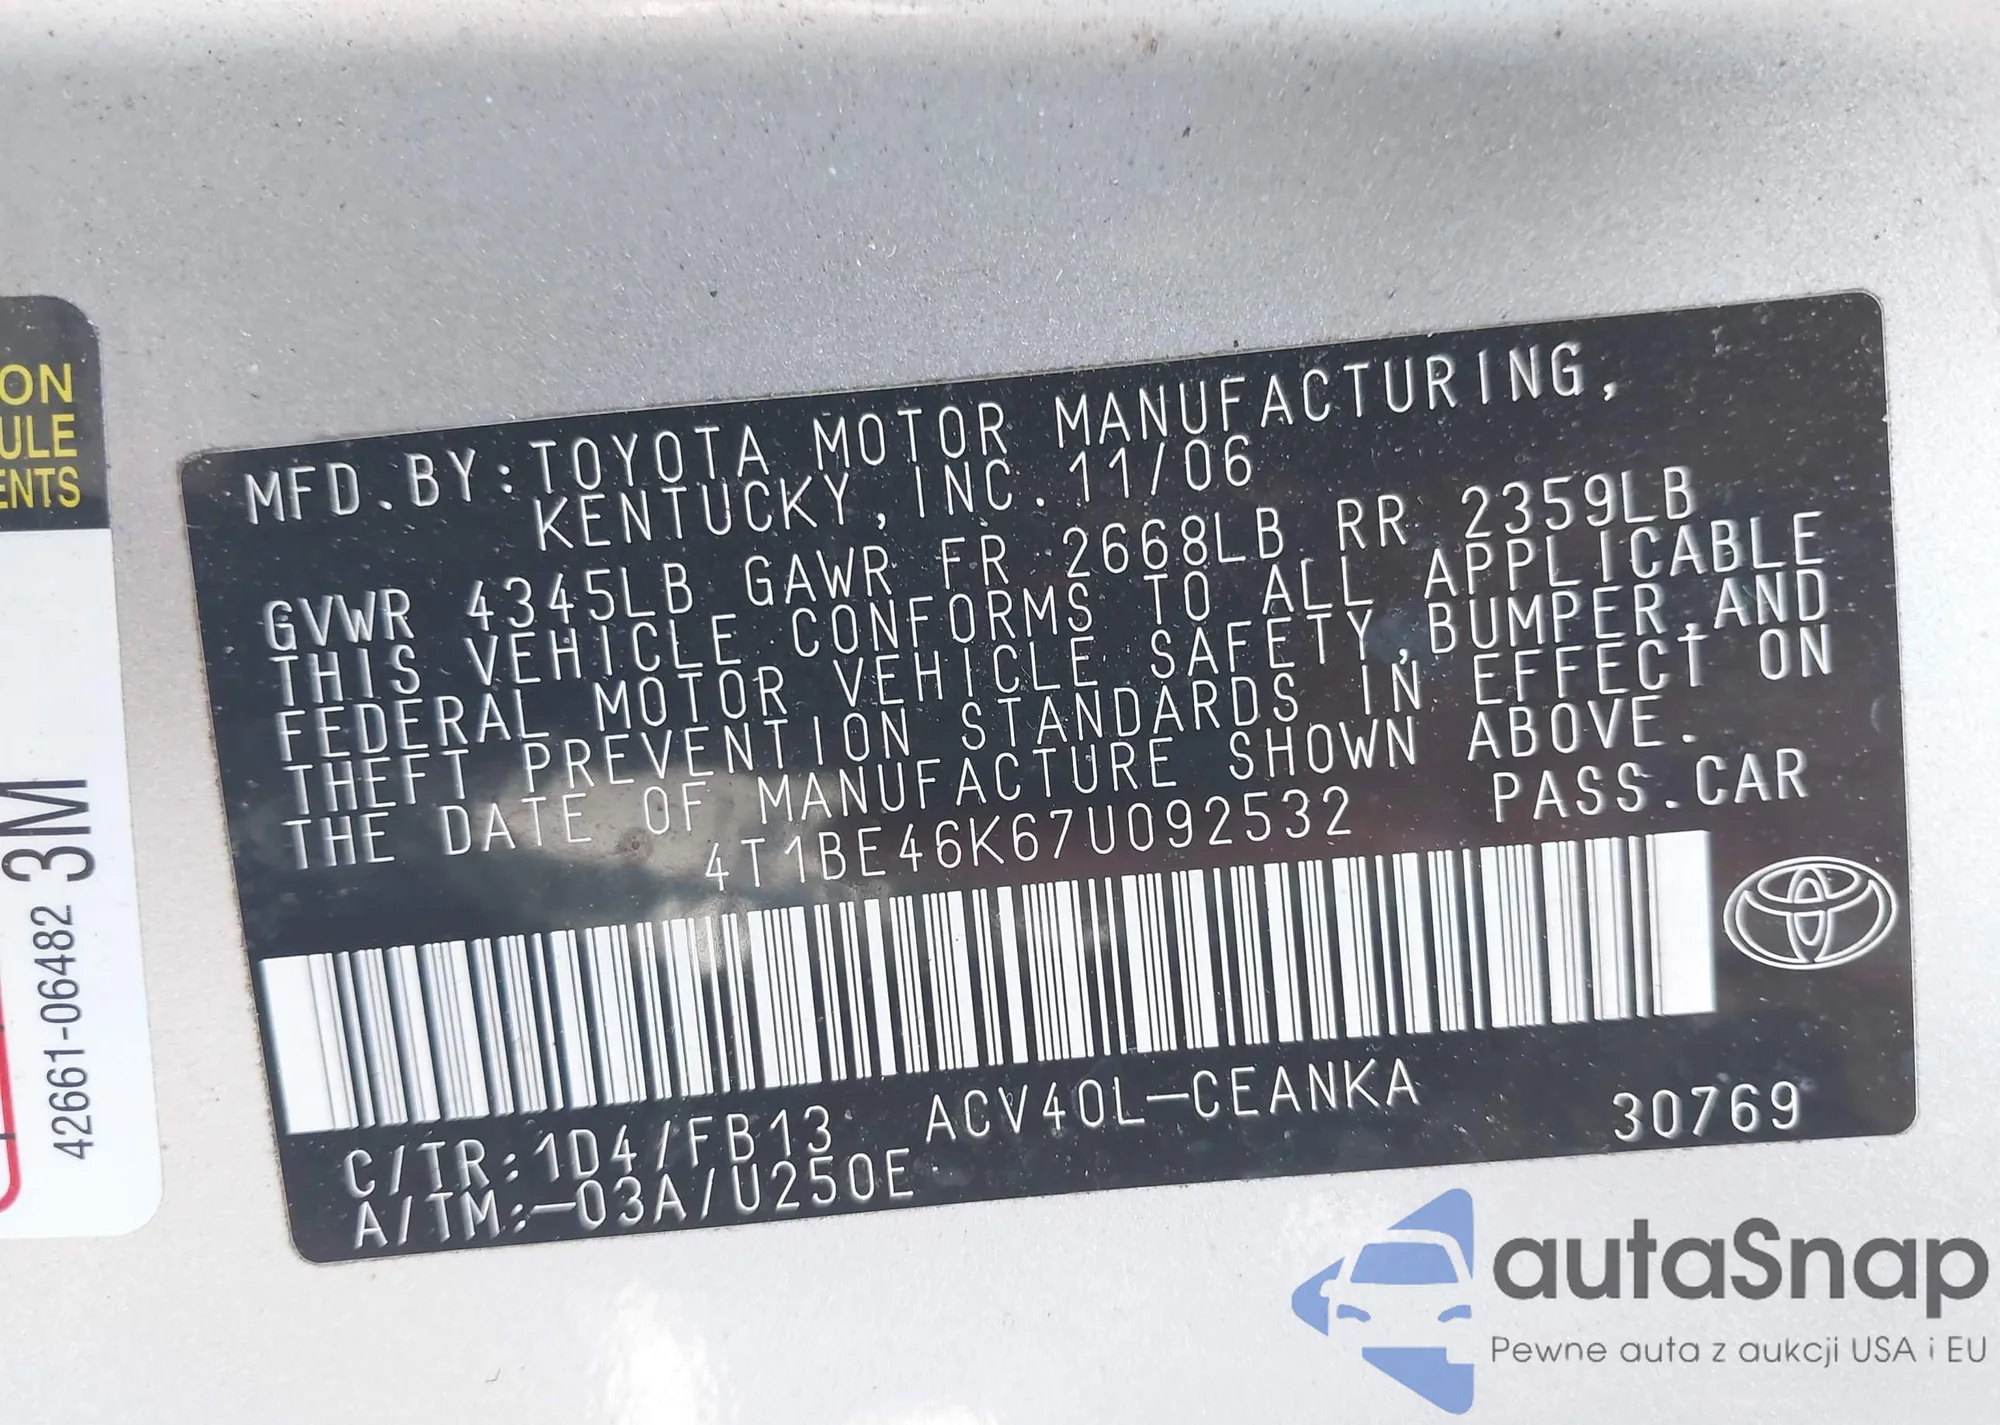 ON
ULE
ENTS
42661-06482 3M
MFD.BY:TOYOTA MOTOR MANUFACTURING,
KENTUCKY,INC.11/06
GVWR 4345LB GAWR FR 2668LB RR 2359LB
THIS VEHICLE CONFORMS TO ALL APPLICABLE
FEDERAL MOTOR VEHICLE SAFETY,BUMPER,AND
THEFT PREVENTION STANDARDS IN EFFECT ON
THE DATE OF MANUFACTURE SHOWN ABOVE.
4T1BE46K67U092532 PASS.CAR
C/TR:1D4/FB13 ACV40L-CEANKA 30769
A/TM:-03A/U250E
autaSnap
Pewne auta z aukcji USA i EU